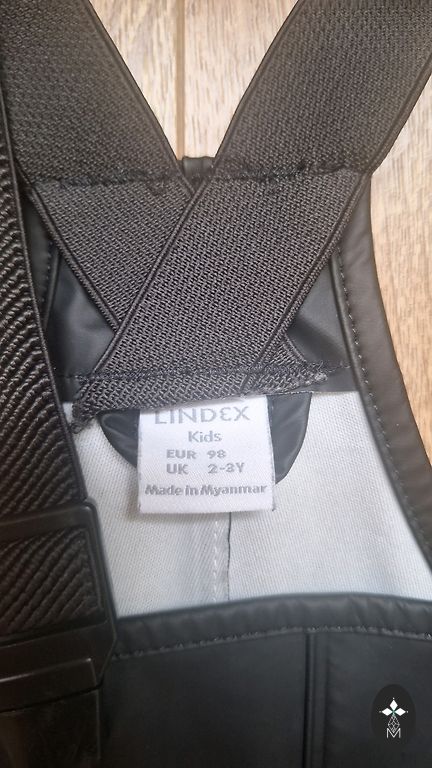 LINDEX
Kids
EUR 98
UK 2-3Y
Made in Myanmar
M